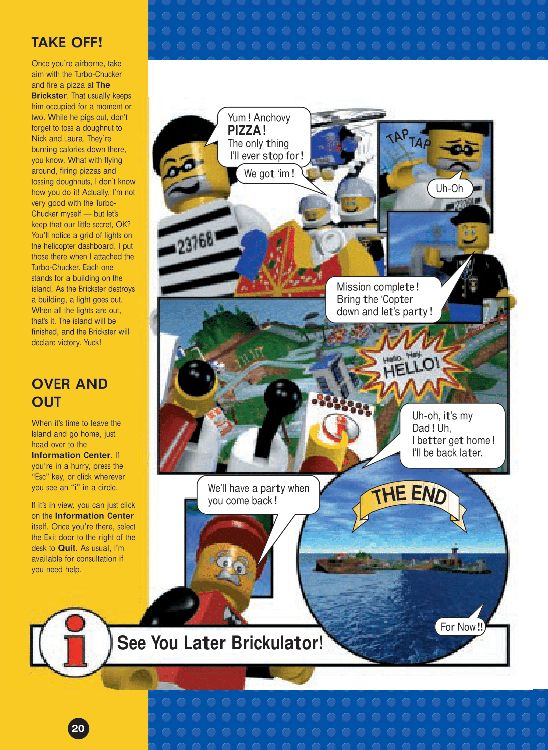 TAKE OFF!
Once you're airborne, take
aim with the Turbo-Chucker
and fire a pizza at The
Brickster. That usually keeps
him occupied for a moment or
two. While he pigs out, don't
forget to toss a doughnut to
Nick and Laura. They're
burning calories down there,
you know. What with flying
around, firing pizzas and
tossing doughnuts, I don't know
how you do it! Actually, I'm not
very good with the Turbo-
Chucker myself — but let's
keep that our little secret, OK?
You'll notice a grid of lights on
the helicopter dashboard. I put
those there when I attached the
Turbo-Chucker. Each one
stands for a building on the
island. As the Brickster destroys
a building, a light goes out.
When all the lights are out,
that's it. The island will be
finished, and the Brickster will
declare victory. Yuck!
OVER AND
OUT
When it's time to leave the
Island and go home, just
head over to the
Information Center. If
you're in a hurry, press the
"Esc" key, or click wherever
you see an "i" in a circle.
If it's in view, you can just click
on the Information Center
itself. Once you're there, select
the Exit door to the right of the
desk to Quit. As usual, I'm
available for consultation if
you need help.
Yum ! Anchovy
PIZZA !
The only thing
I'll ever stop for !
We got 'im !
TAP
TAP
Uh-Oh
23768
Mission complete !
Bring the 'Copter
down and let's party !
Hello. Hey.
HELLO!
Uh-oh, it's my
Dad ! Uh,
I better get home !
I'll be back later.
We'll have a party when
you come back !
THE END
For Now !!
i
See You Later Brickulator!
20